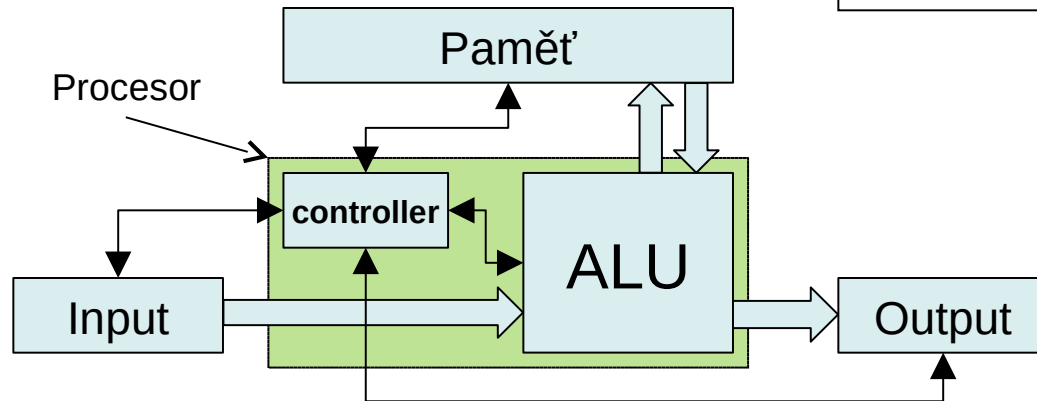 Paměť
Procesor
controller
ALU
Input
Output